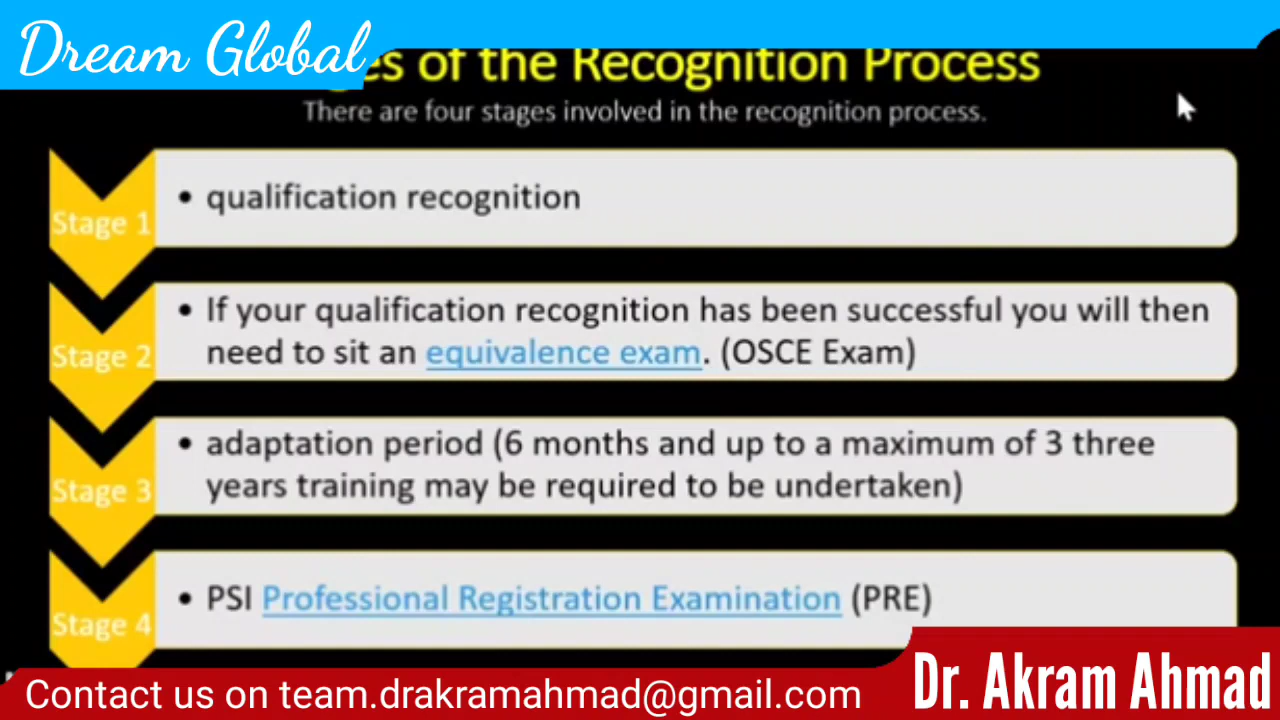 Dream Global
es of the Recognition Process
There are four stages involved in the recognition process.
Stage 1
• qualification recognition
Stage 2
• If your qualification recognition has been successful you will then
need to sit an equivalence exam. (OSCE Exam)
Stage 3
• adaptation period (6 months and up to a maximum of 3 three
years training may be required to be undertaken)
Stage 4
• PSI Professional Registration Examination (PRE)
Contact us on team.drakramahmad@gmail.com
Dr. Akram Ahmad